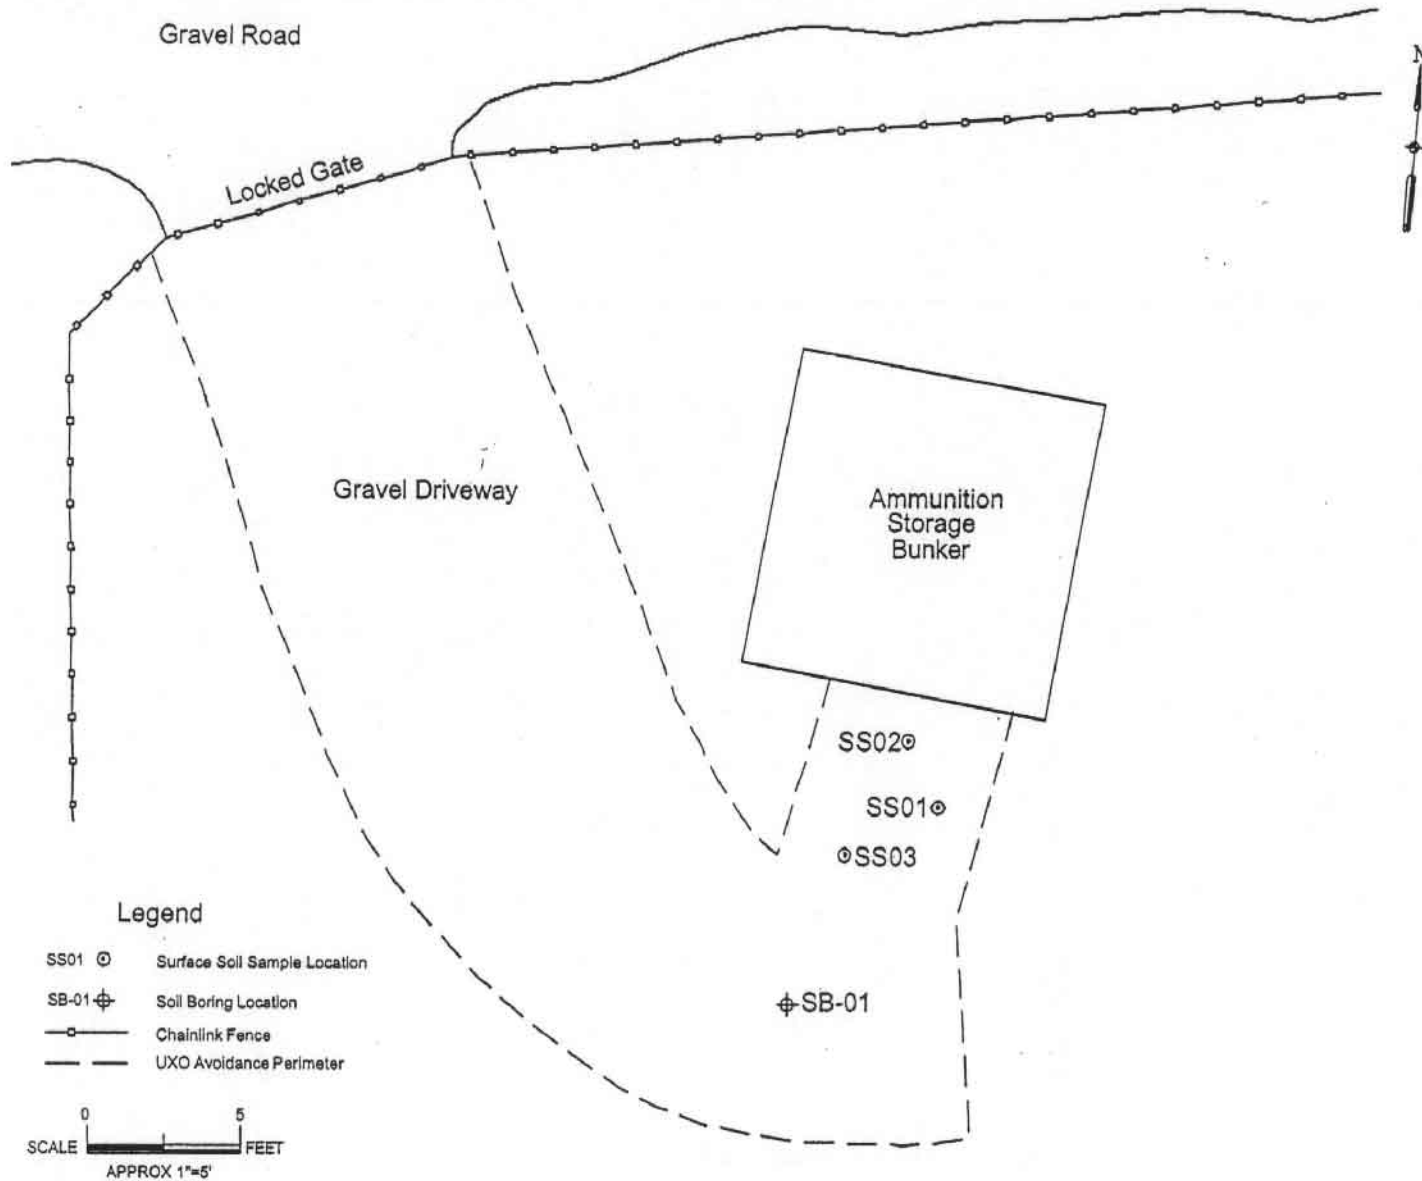 Gravel Road
N
Locked Gate
Gravel Driveway
Ammunition
Storage
Bunker
SS02
SS01
SS03
SB-01
Legend
SS01 Surface Soil Sample Location
SB-01 Soil Boring Location
Chainlink Fence
UXO Avoidance Perimeter
0 5
SCALE FEET
APPROX 1"=5'